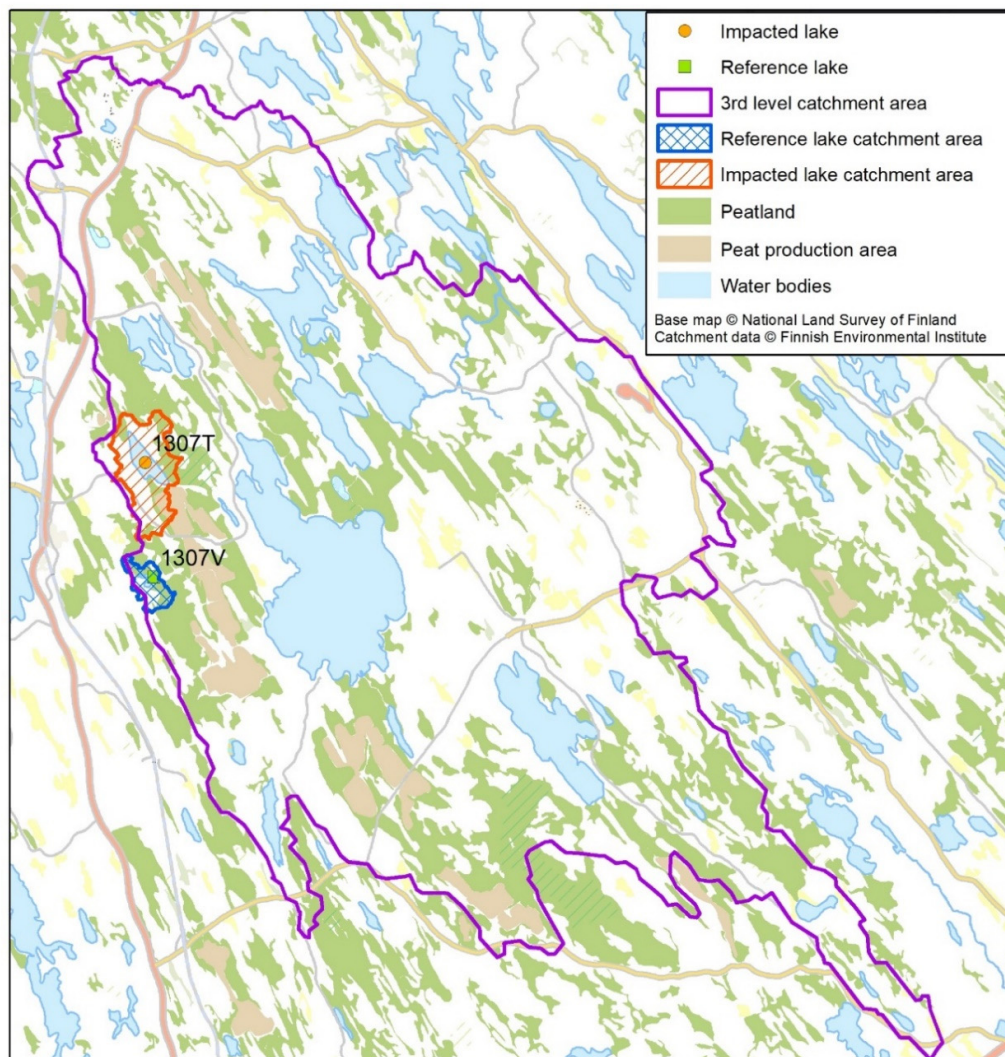 Impacted lake
Reference lake
3rd level catchment area
Reference lake catchment area
Impacted lake catchment area
Peatland
Peat production area
Water bodies
Base map © National Land Survey of Finland
Catchment data © Finnish Environmental Institute
1307T
1307V